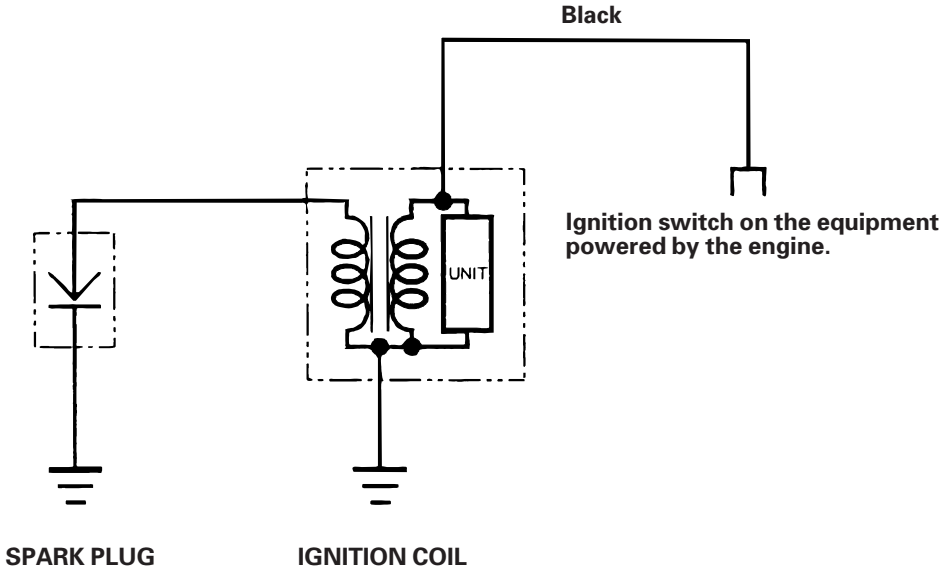 Black
Ignition switch on the equipment
powered by the engine.
UNIT
SPARK PLUG
IGNITION COIL